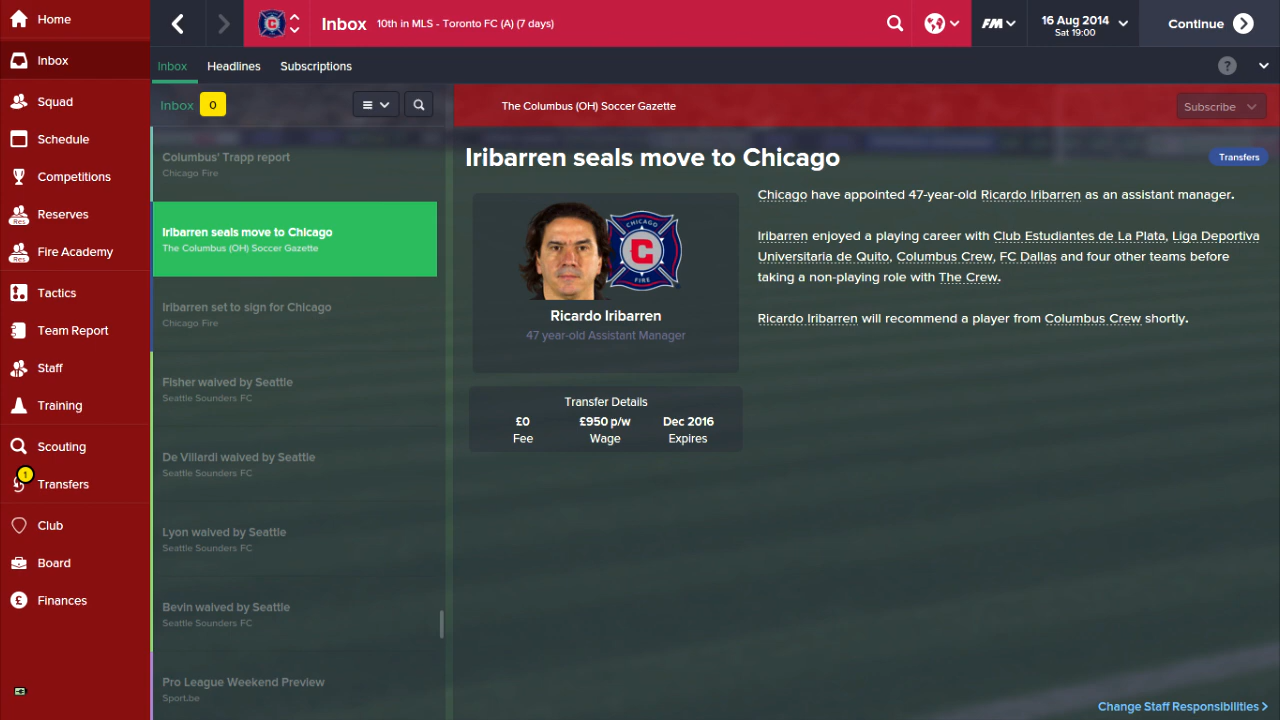 Home
Inbox
Squad
Schedule
Competitions
Res
Reserves
Res
Fire Academy
Tactics
Team Report
Staff
Training
Scouting
1
Transfers
Club
Board
£
Finances
Inbox
10th in MLS - Toronto FC (A) (7 days)
FM
16 Aug 2014
Sat 19:00
Continue
Inbox
Headlines
Subscriptions
?
Inbox
0
Columbus' Trapp report
Chicago Fire
Iribarren seals move to Chicago
The Columbus (OH) Soccer Gazette
Iribarren set to sign for Chicago
Chicago Fire
Fisher waived by Seattle
Seattle Sounders FC
De Villardi waived by Seattle
Seattle Sounders FC
Lyon waived by Seattle
Seattle Sounders FC
Bevin waived by Seattle
Seattle Sounders FC
Pro League Weekend Preview
Sport.be
The Columbus (OH) Soccer Gazette
Subscribe
Iribarren seals move to Chicago
Transfers
CHICAGO
C
FIRE
Ricardo Iribarren
47 year-old Assistant Manager
Transfer Details
£0
£950 p/w
Dec 2016
Fee
Wage
Expires
Chicago have appointed 47-year-old Ricardo Iribarren as an assistant manager.
Iribarren enjoyed a playing career with Club Estudiantes de La Plata, Liga Deportiva
Universitaria de Quito, Columbus Crew, FC Dallas and four other teams before
taking a non-playing role with The Crew.
Ricardo Iribarren will recommend a player from Columbus Crew shortly.
Change Staff Responsibilities >